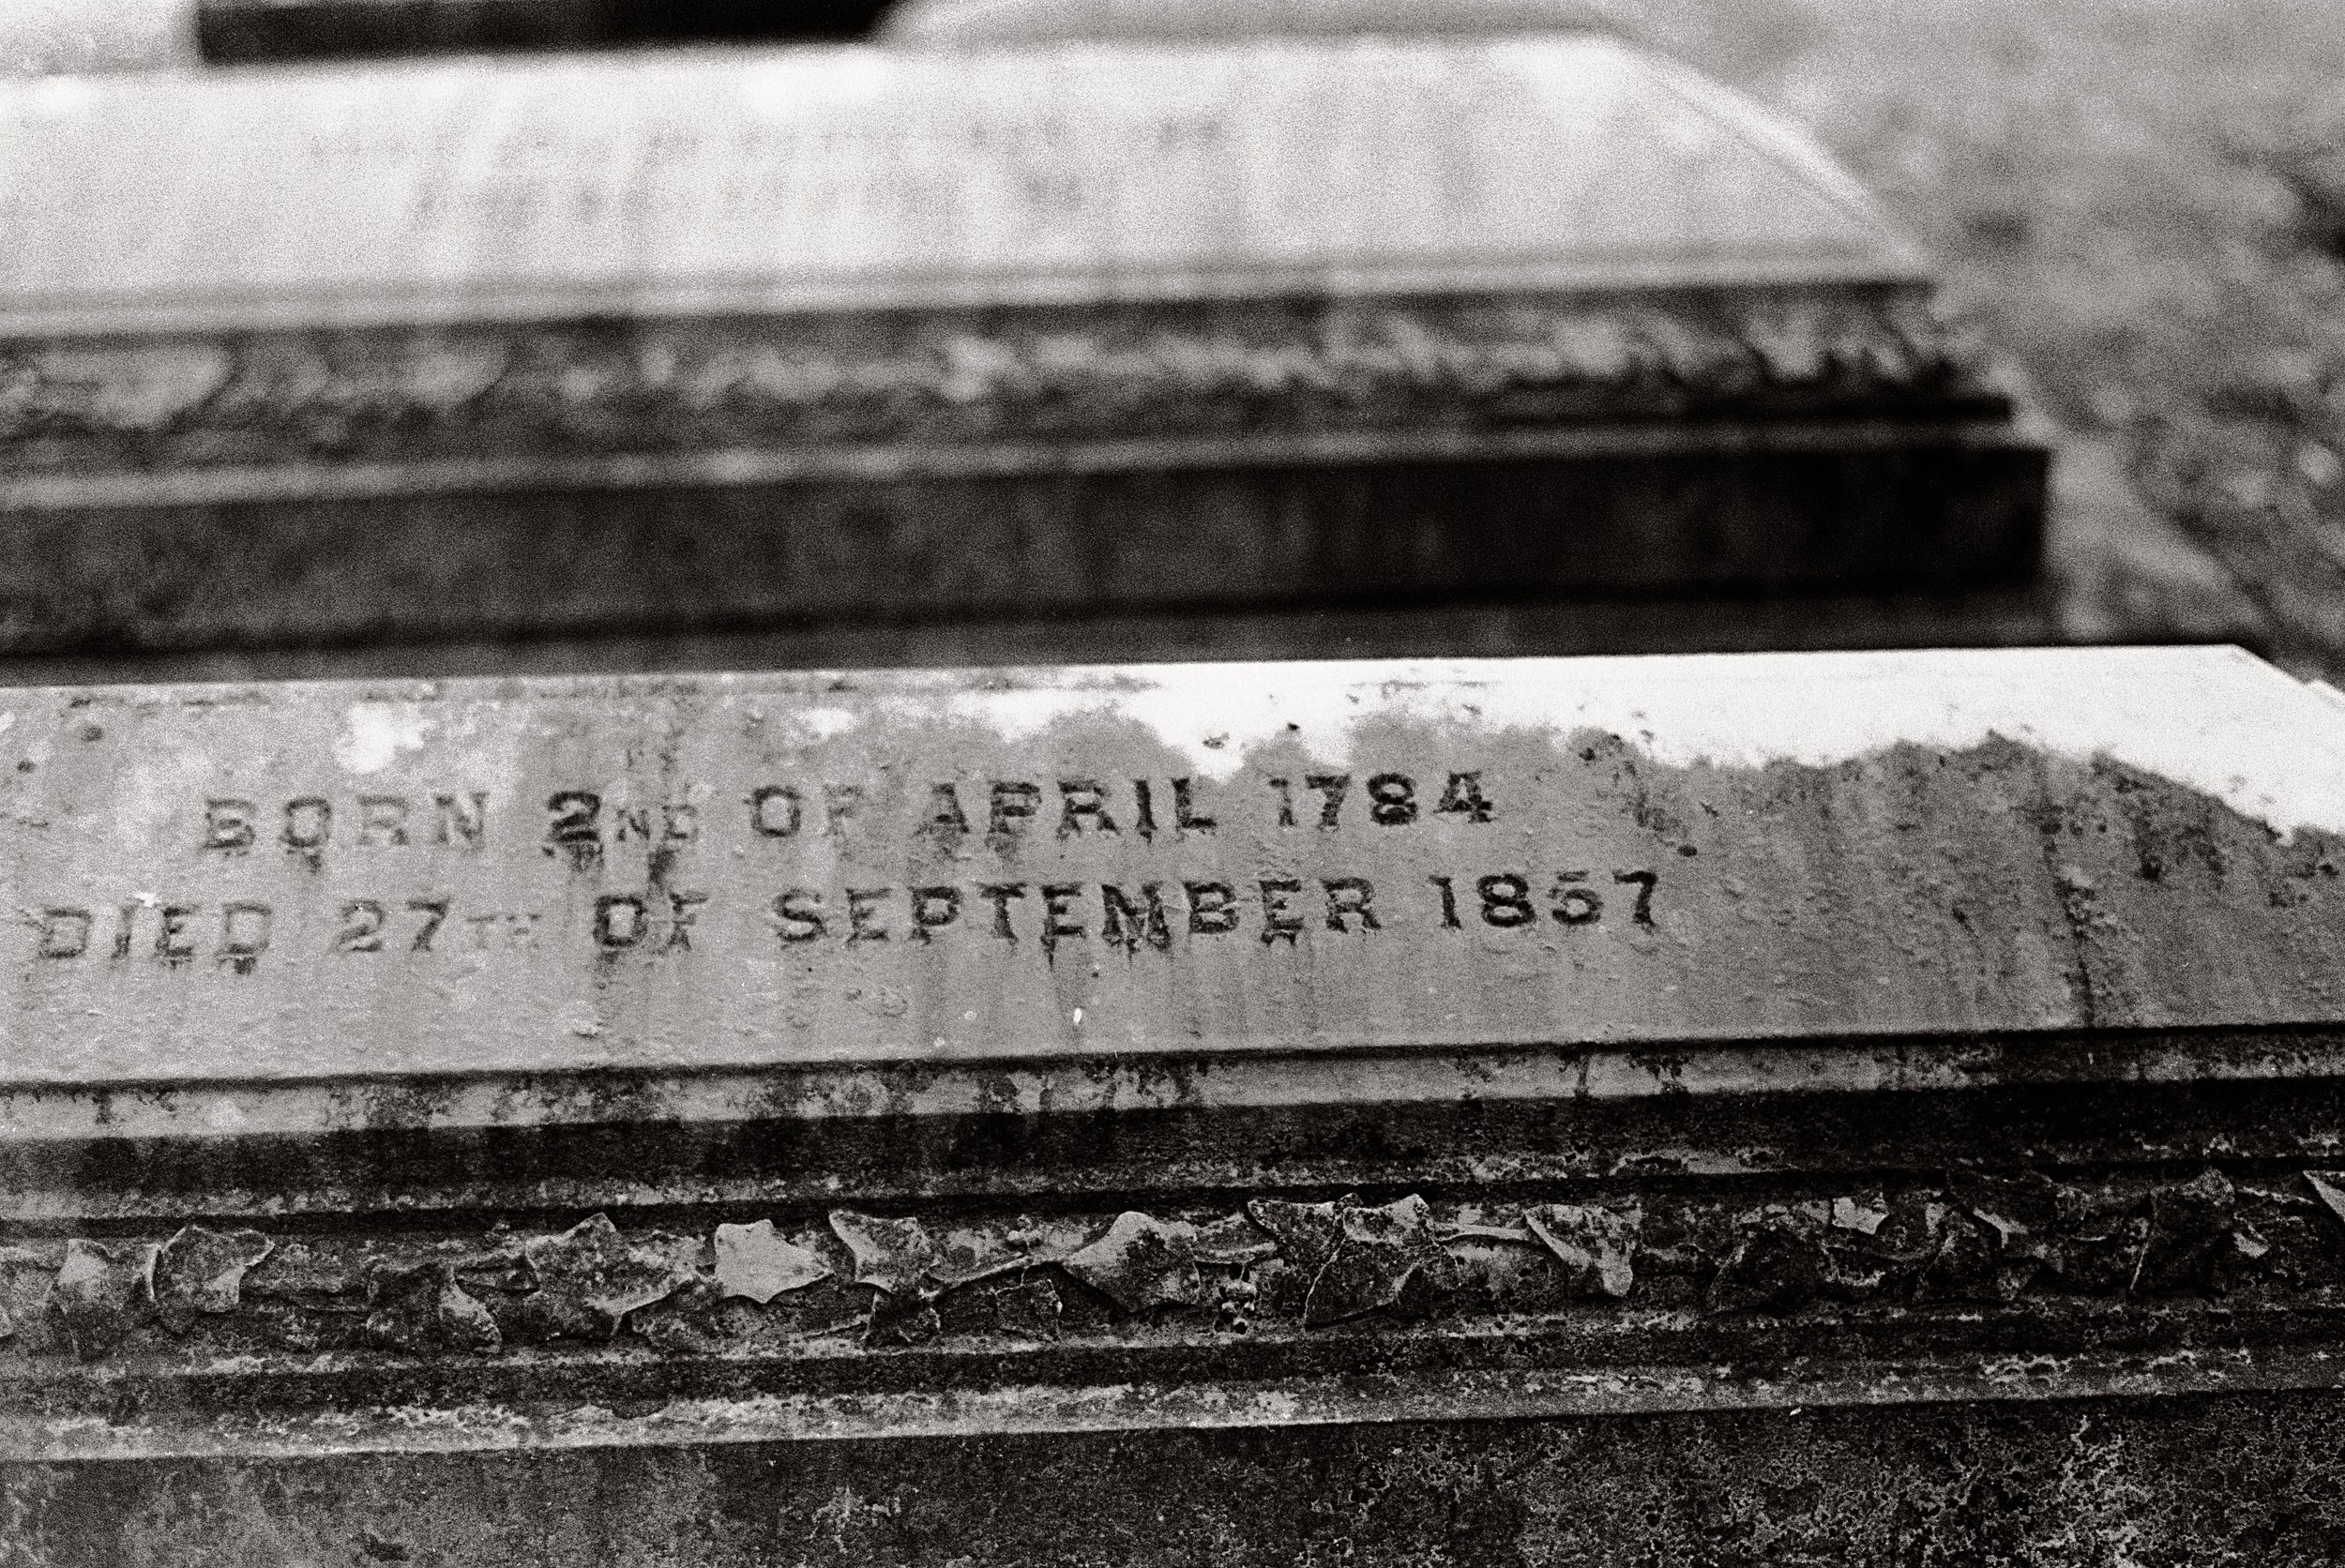 BORN 2ND OF APRIL 1784
DIED 27TH OF SEPTEMBER 1857